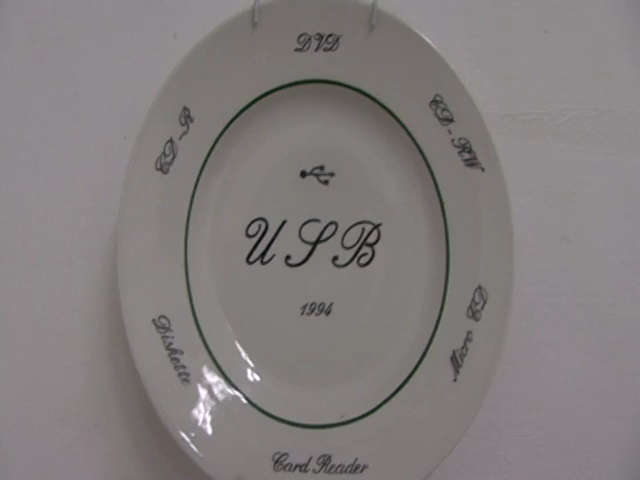 DVD
CD-R
CD-RW
USB
1994
Diskette
Micro CD
Card Reader